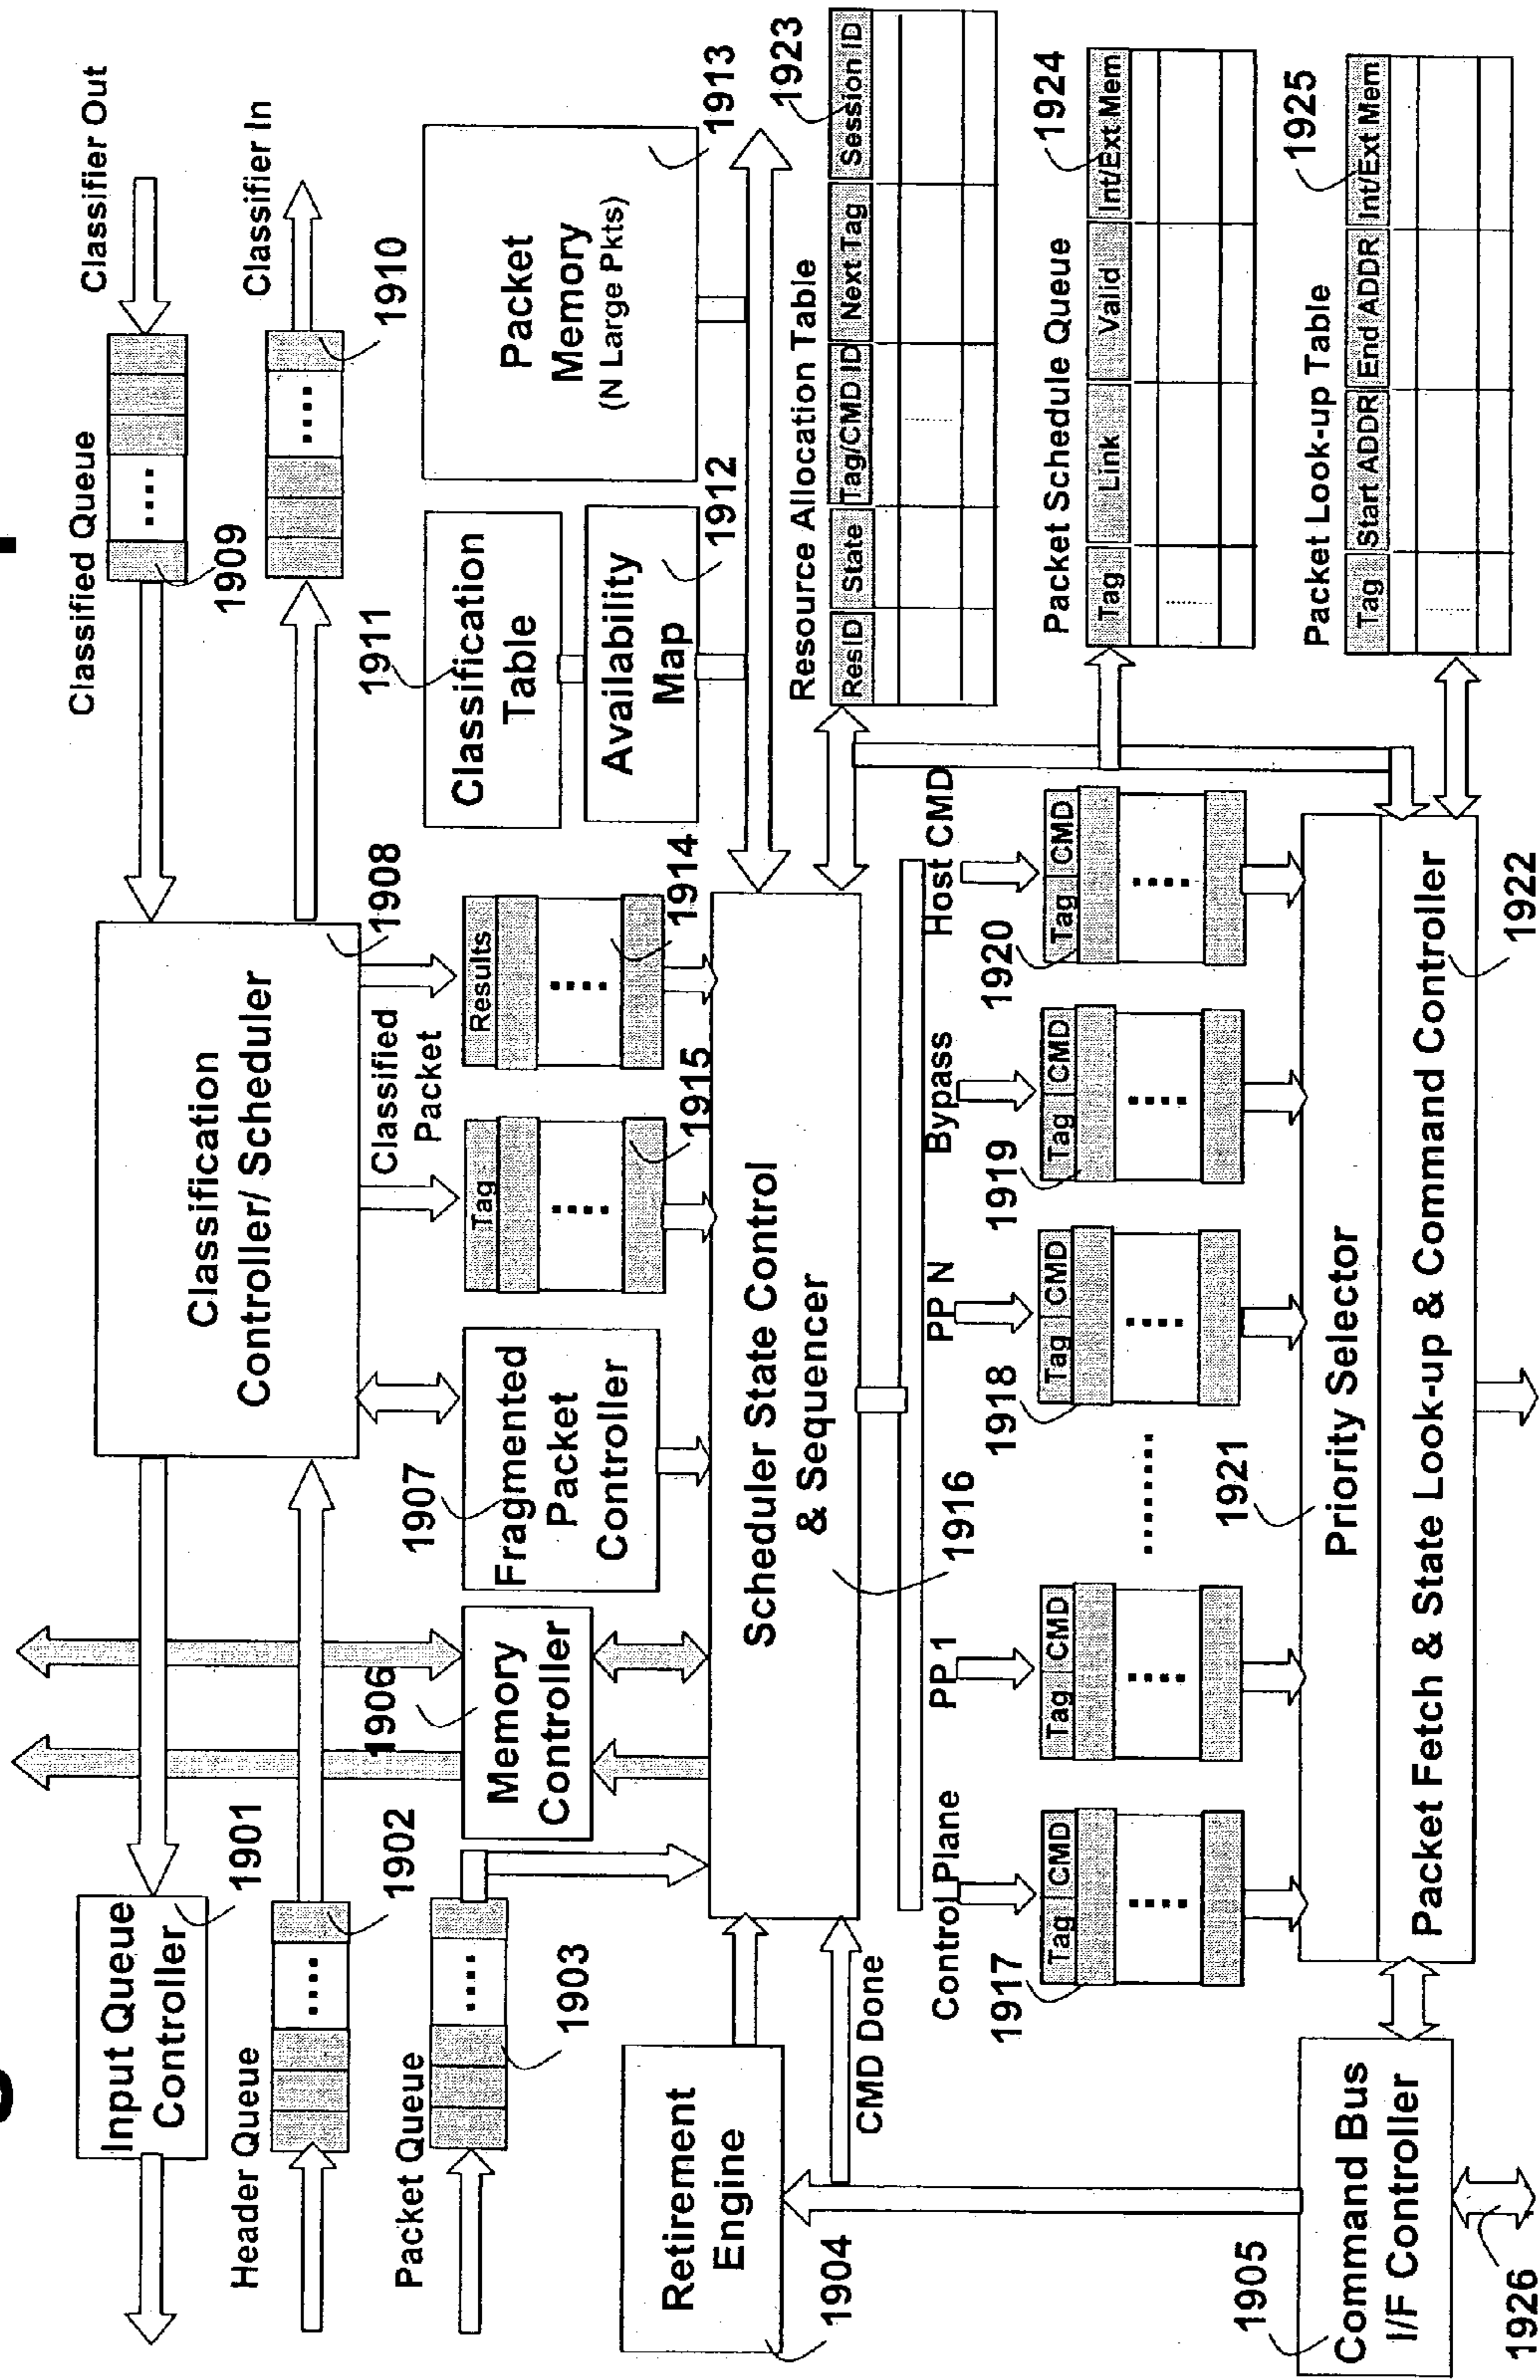 Classified Queue
Classifier Out
1909
Classifier In
1910
Input Queue
Controller
1901
Header Queue
1902
Packet Queue
1903
Classification
Controller/ Scheduler
1908
Classified
Packet
1906
Memory
Controller
1907
Fragmented
Packet
Controller
Tag
1915
Results
1914
1911
Classification
Table
Availability
Map
1912
Packet
Memory
(N Large Pkts)
1913
Retirement
Engine
1904
CMD Done
Scheduler State Control
& Sequencer
1916
Resource Allocation Table
1923
ResID State Tag/CMD ID Next Tag Session ID
Packet Schedule Queue
1924
Tag Link Valid Int/Ext Mem
Packet Look-up Table
1925
Tag Start ADDR End ADDR Int/Ext Mem
Control Plane
PP 1
PP N
Bypass
Host CMD
1917
Tag CMD
Tag CMD
1918
Tag CMD
1919
Tag CMD
1920
Tag CMD
1921
Priority Selector
Packet Fetch & State Look-up & Command Controller
1922
1905
Command Bus
I/F Controller
1926